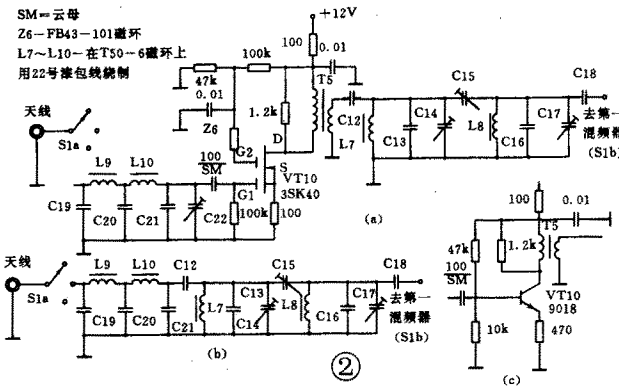 SM=云母
Z6-FB43-101磁环
L7~L10-在T50-6磁环上
用22号漆包线绕制
+12V
100
0.01
47k
100k
T5
0.01
Z6
1.2k
D
G2
S
VT10
3SK40
G1
100k
100
100
SM
C12
L7
C13
C14
C15
L8
C16
C17
C18
去第一
混频器
(S1b)
(a)
天线
S1a
L9
L10
C19
C20
C21
C22
天线
S1a
L9
L10
C12
C19
C20
C21
L7
C13
C14
C15
L8
C16
C17
C18
去第一
混频器
(S1b)
(b)
②
100
0.01
T5
47k
1.2k
100
SM
VT10
9018
10k
470
(c)